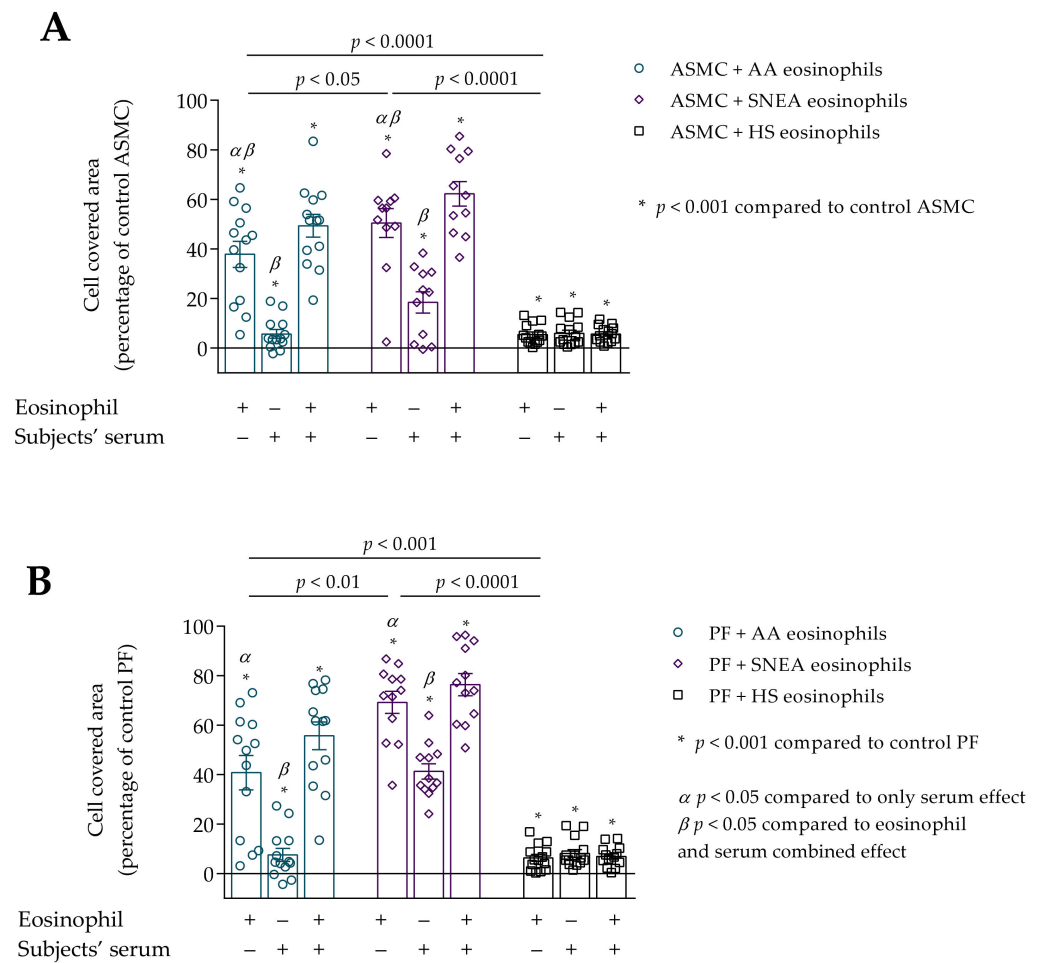 A
p < 0.0001
p < 0.05
p < 0.0001
ASMC + AA eosinophils
ASMC + SNEA eosinophils
ASMC + HS eosinophils
* p < 0.001 compared to control ASMC
Cell covered area
(percentage of control ASMC)
100
80
60
40
20
0
α β
*
β
*
*
α β
*
β
*
*
*
*
*
Eosinophil + – + + – + + – +
Subjects’ serum – + + – + + – + +
B
p < 0.001
p < 0.01
p < 0.0001
PF + AA eosinophils
PF + SNEA eosinophils
PF + HS eosinophils
* p < 0.001 compared to control PF
α p < 0.05 compared to only serum effect
β p < 0.05 compared to eosinophil
and serum combined effect
Cell covered area
(percentage of control PF)
100
80
60
40
20
0
α
*
β
*
*
α
*
β
*
*
*
*
*
Eosinophil + – + + – + + – +
Subjects’ serum – + + – + + – + +